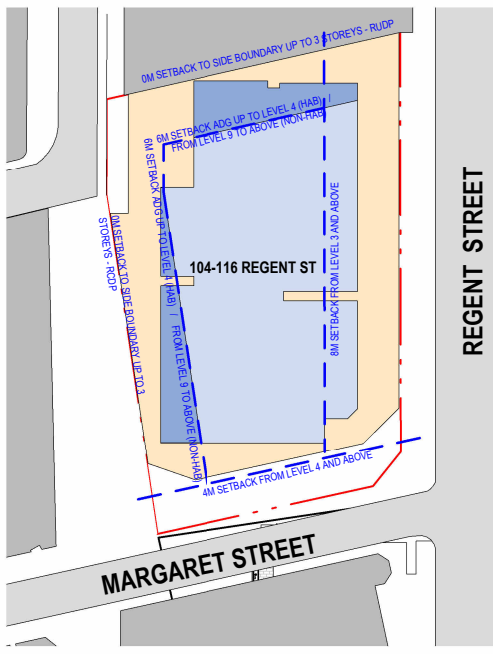 0M SETBACK TO SIDE BOUNDARY UP TO 3 STOREYS - RUDP
6M SETBACK ADG UP TO LEVEL 4 (HAB) /
FROM LEVEL 9 TO ABOVE (NON-HAB)
6M SETBACK ADG UP TO LEVEL 4 (HAB) / FROM LEVEL 9 TO ABOVE (NON-HAB)
0M SETBACK TO SIDE BOUNDARY UP TO 3
STOREYS - RCDP
104-116 REGENT ST
8M SETBACK FROM LEVEL 3 AND ABOVE
REGENT STREET
4M SETBACK FROM LEVEL 4 AND ABOVE
MARGARET STREET